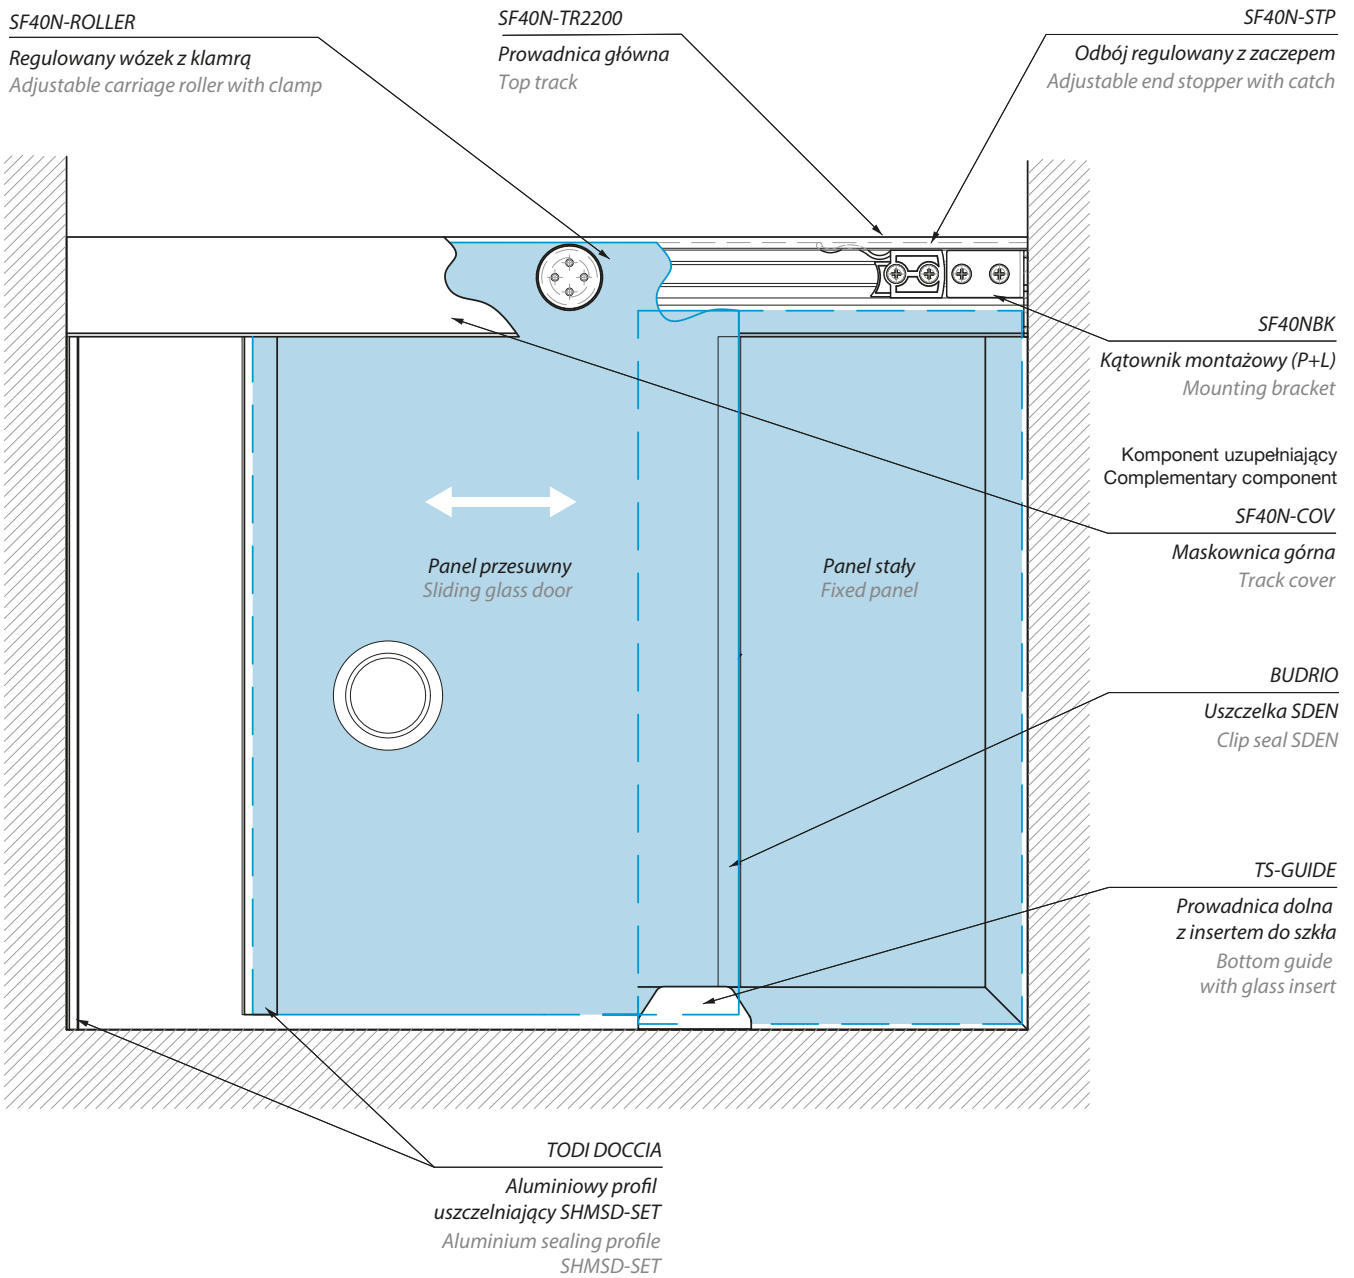 SF40N-ROLLER
Regulowany wózek z klamrą
Adjustable carriage roller with clamp
SF40N-TR2200
Prowadnica główna
Top track
SF40N-STP
Odbój regulowany z zaczepem
Adjustable end stopper with catch
SF40NBK
Kątownik montażowy (P+L)
Mounting bracket
Komponent uzupełniający
Complementary component
SF40N-COV
Maskownica górna
Track cover
Panel przesuwny
Sliding glass door
Panel stały
Fixed panel
BUDRIO
Uszczelka SDEN
Clip seal SDEN
TS-GUIDE
Prowadnica dolna
z insertem do szkła
Bottom guide
with glass insert
TODI DOCCIA
Aluminiowy profil
uszczelniający SHMSD-SET
Aluminium sealing profile
SHMSD-SET